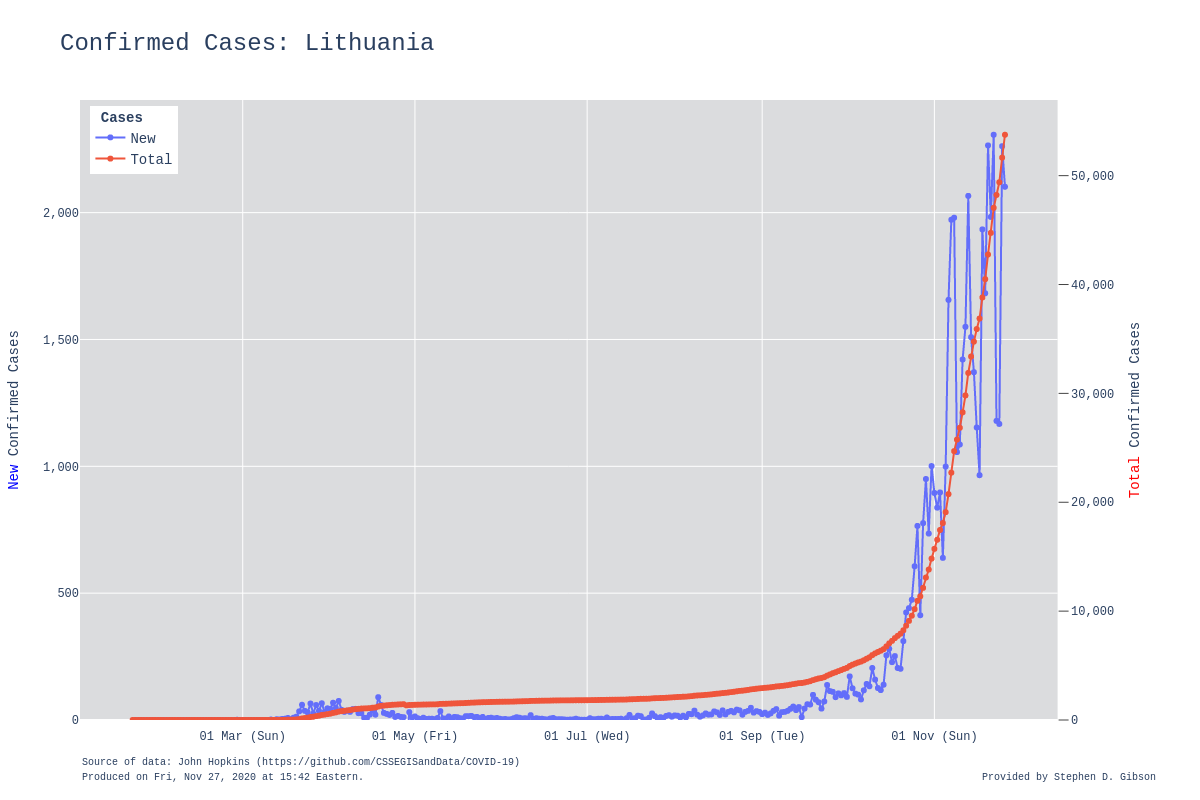 Confirmed Cases: Lithuania
Cases
New
Total
2,000
1,500
1,000
500
0
50,000
40,000
30,000
20,000
10,000
0
New Confirmed Cases
Total Confirmed Cases
01 Mar (Sun)
01 May (Fri)
01 Jul (Wed)
01 Sep (Tue)
01 Nov (Sun)
Source of data: John Hopkins (https://github.com/CSSEGISandData/COVID-19)
Produced on Fri, Nov 27, 2020 at 15:42 Eastern.
Provided by Stephen D. Gibson